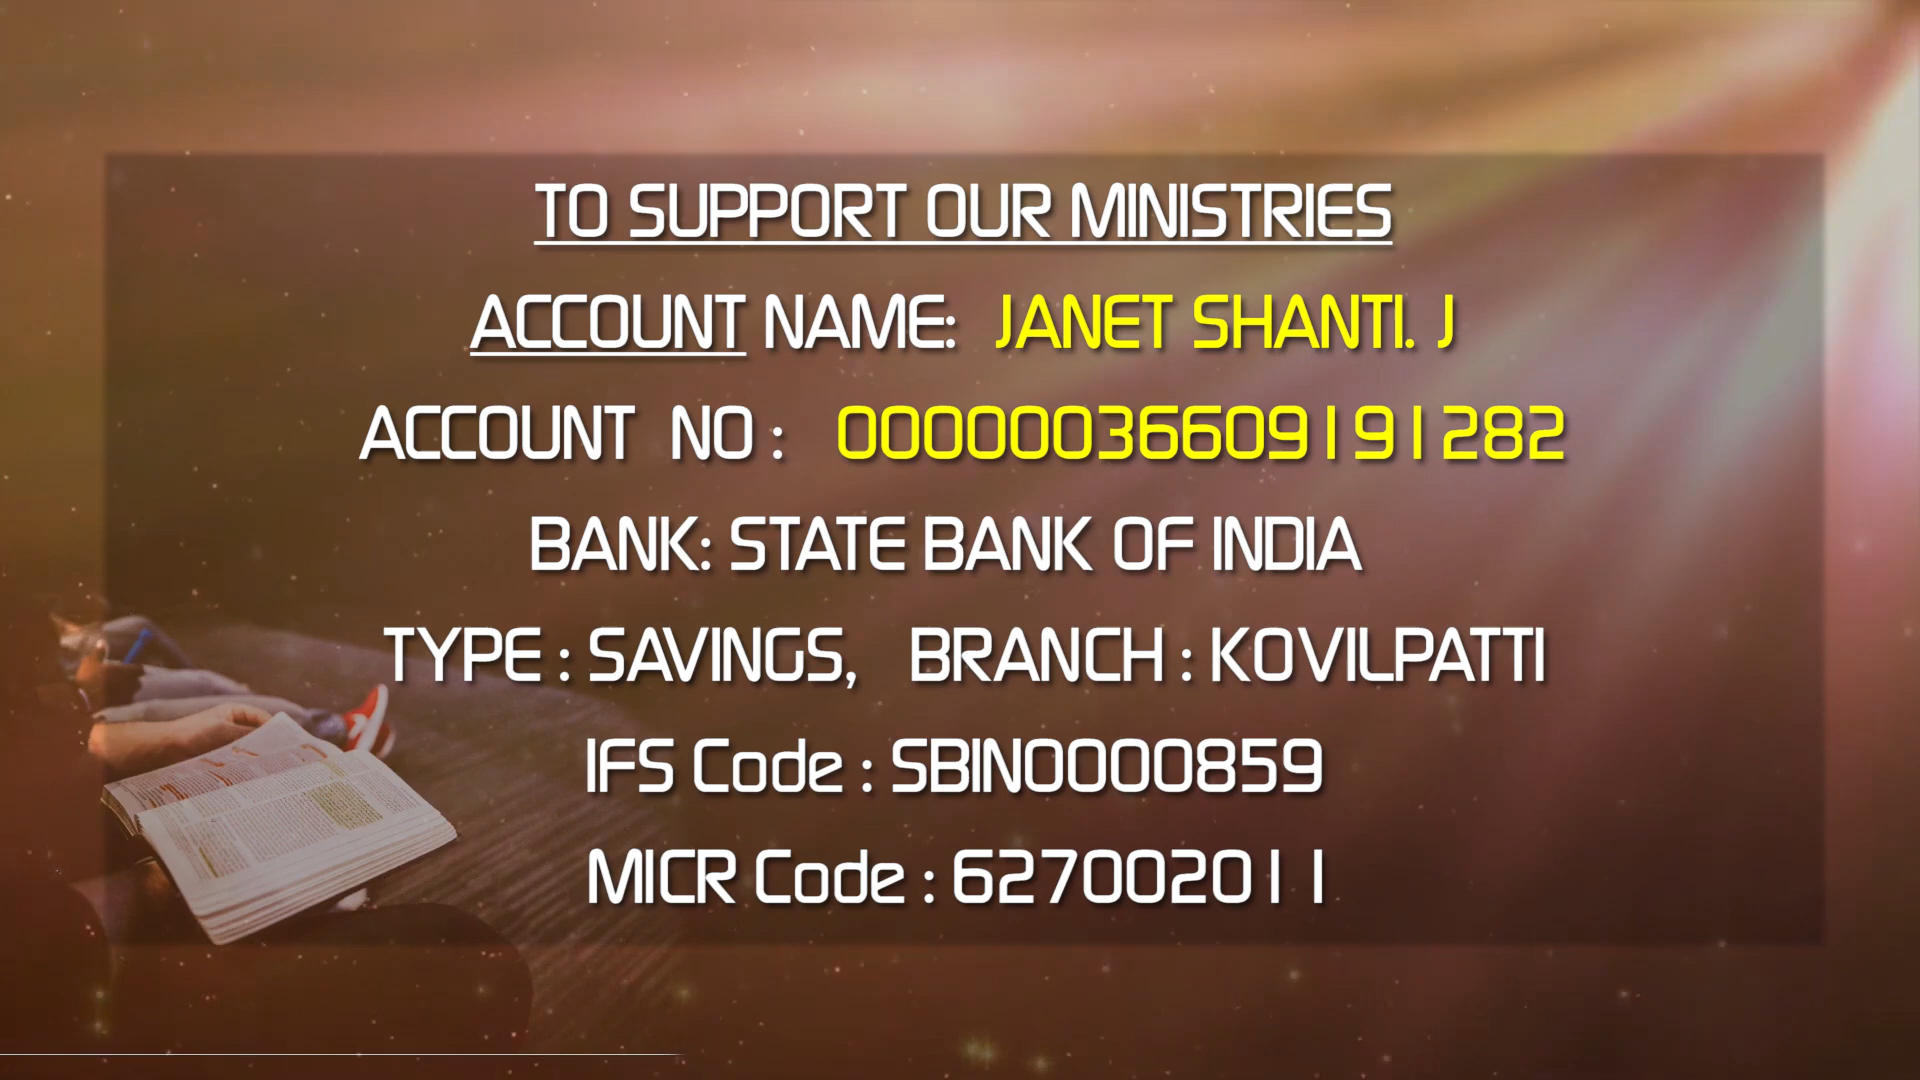 TO SUPPORT OUR MINISTRIES
ACCOUNT NAME: JANET SHANTI. J
ACCOUNT NO : 00000036609191282
BANK: STATE BANK OF INDIA
TYPE : SAVINGS, BRANCH : KOVILPATTI
IFS Code : SBIN0000859
MICR Code : 627002011